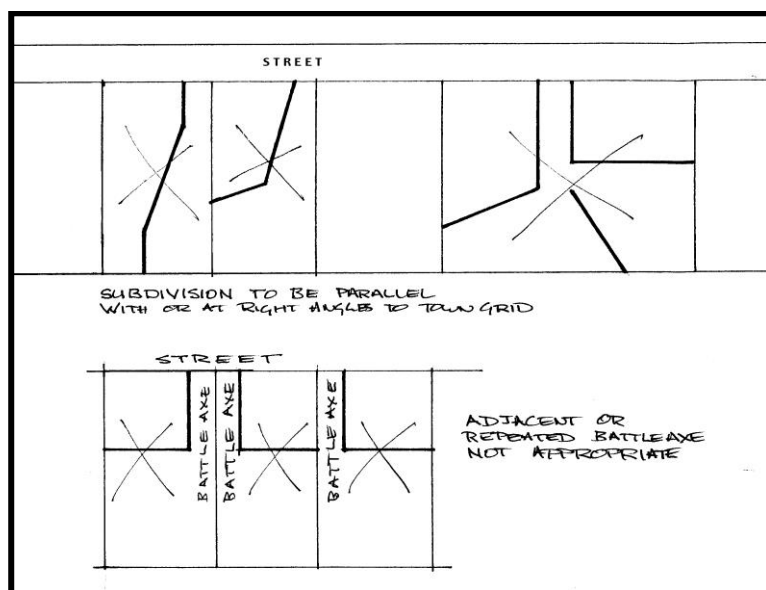 STREET
SUBDIVISION TO BE PARALLEL
WITH OR AT RIGHT ANGLES TO TOWN GRID
STREET
BATTLE AXE
BATTLE AXE
BATTLE AXE
ADJACENT OR
REPEATED BATTLEAXE
NOT APPROPRIATE